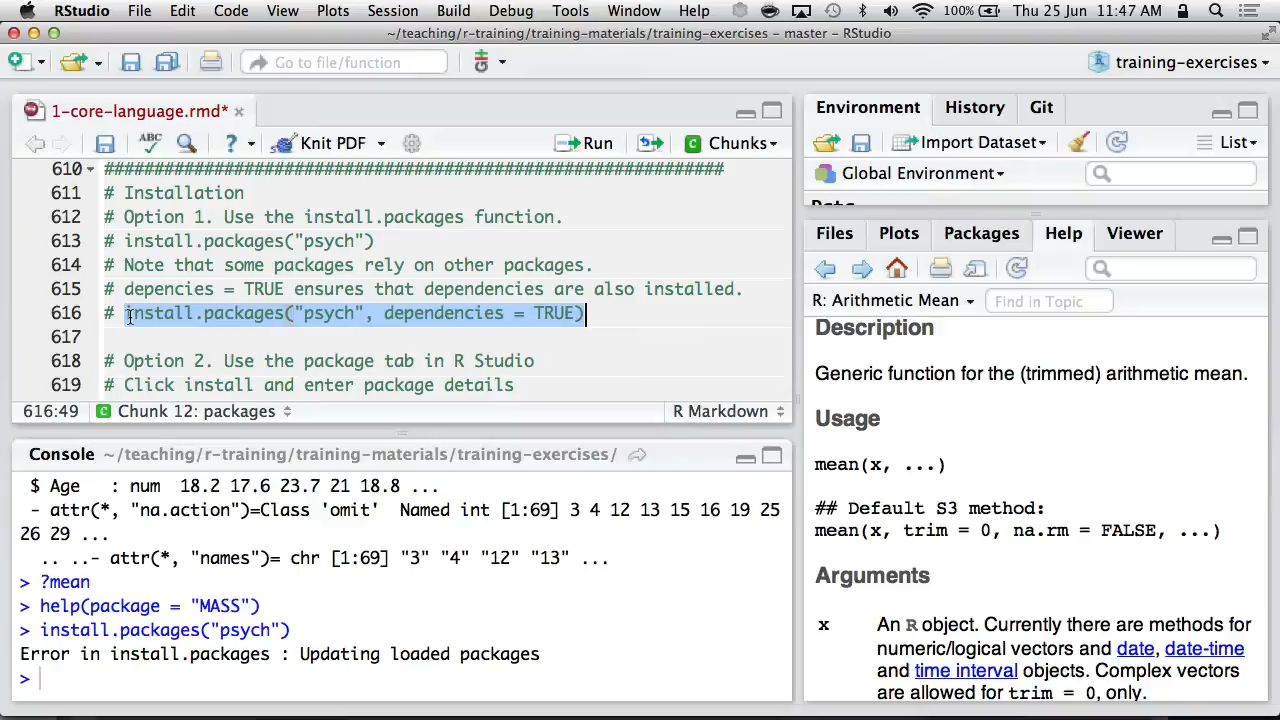 RStudio File Edit Code View Plots Session Build Debug Tools Window Help 100% Thu 25 Jun 11:47 AM
~/teaching/r-training/training-materials/training-exercises - master - RStudio
Go to file/function
training-exercises
1-core-language.rmd*
ABC
?
Knit PDF
Run
Chunks
610 ##############################################################
611 # Installation
612 # Option 1. Use the install.packages function.
613 # install.packages("psych")
614 # Note that some packages rely on other packages.
615 # depencies = TRUE ensures that dependencies are also installed.
616 # install.packages("psych", dependencies = TRUE)
617
618 # Option 2. Use the package tab in R Studio
619 # Click install and enter package details
616:49 C Chunk 12: packages R Markdown
Console ~/teaching/r-training/training-materials/training-exercises/
$ Age : num 18.2 17.6 23.7 21 18.8 ...
- attr(*, "na.action")=Class 'omit' Named int [1:69] 3 4 12 13 15 16 19 25
26 29 ...
.. ..- attr(*, "names")= chr [1:69] "3" "4" "12" "13" ...
> ?mean
> help(package = "MASS")
> install.packages("psych")
Error in install.packages : Updating loaded packages
>
Environment History Git
Import Dataset List
Global Environment
Files Plots Packages Help Viewer
R: Arithmetic Mean Find in Topic
Description
Generic function for the (trimmed) arithmetic mean.
Usage
mean(x, ...)
## Default S3 method:
mean(x, trim = 0, na.rm = FALSE, ...)
Arguments
x An R object. Currently there are methods for
numeric/logical vectors and date, date-time
and time interval objects. Complex vectors
are allowed for trim = 0, only.